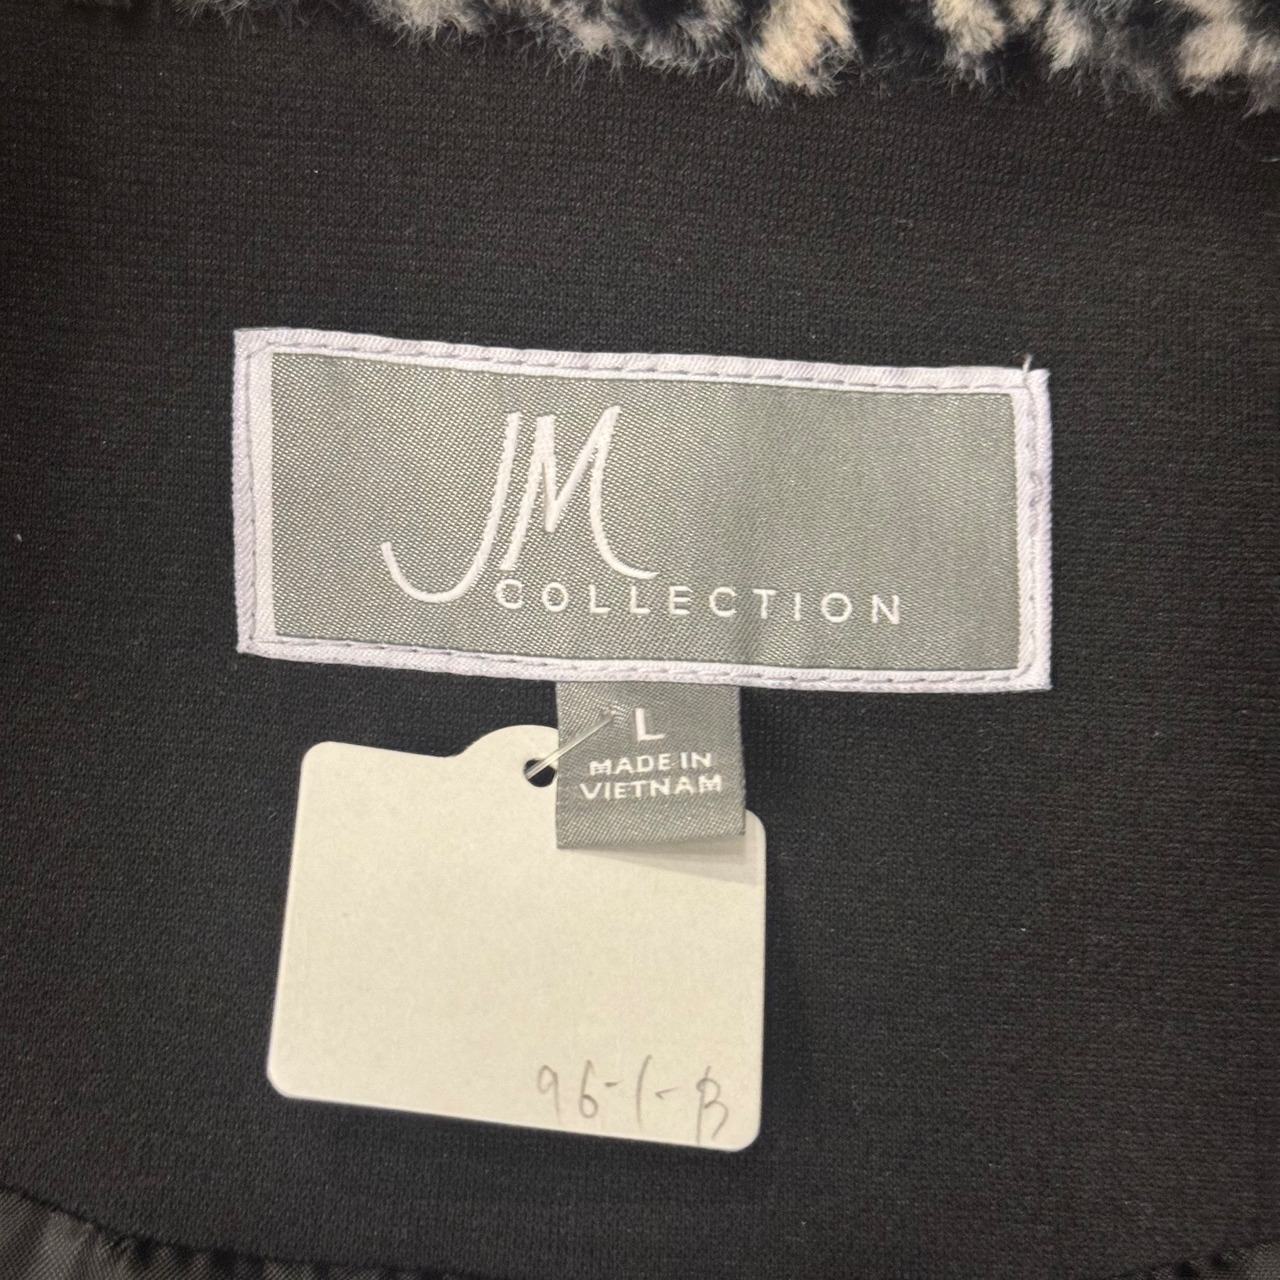 JM
COLLECTION
L
MADE IN
VIETNAM
96-1-B